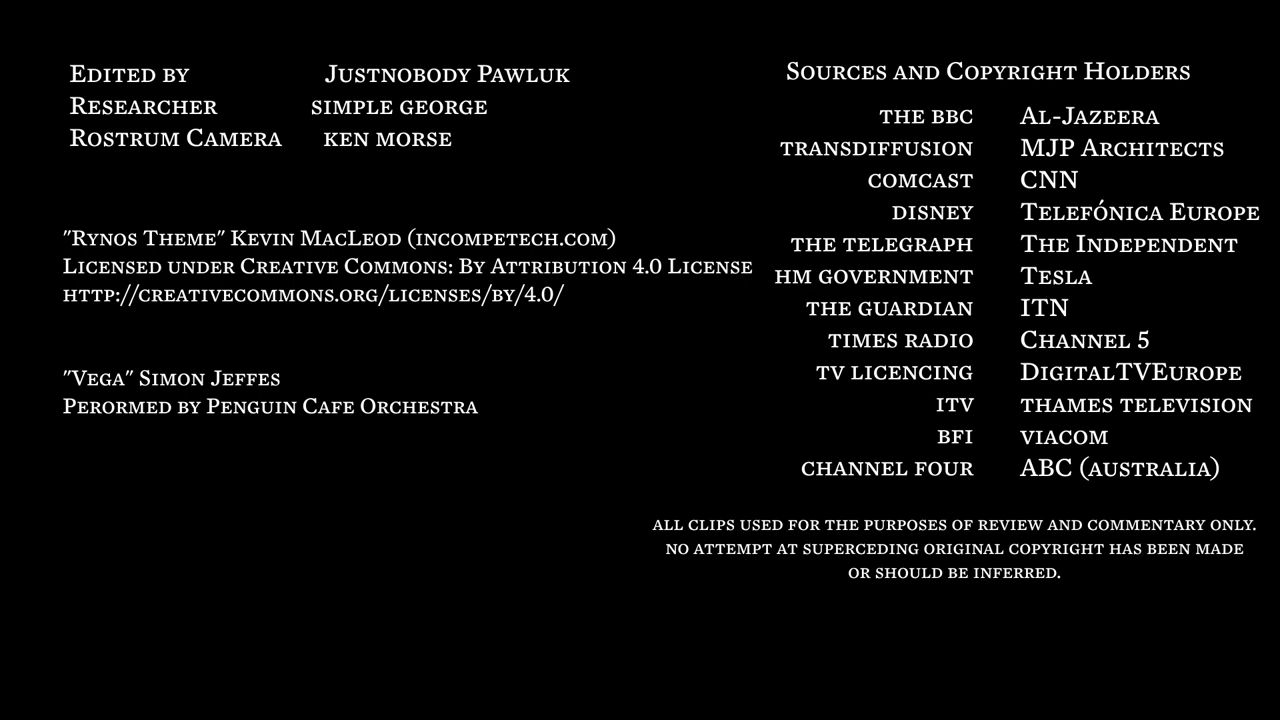 Edited by Justnobody Pawluk
Researcher simple george
Rostrum Camera ken morse
"Rynos Theme" Kevin MacLeod (incompetech.com)
Licensed under Creative Commons: By Attribution 4.0 License
http://creativecommons.org/licenses/by/4.0/
"Vega" Simon Jeffes
Perormed by Penguin Cafe Orchestra
Sources and Copyright Holders
the bbc Al-Jazeera
transdiffusion MJP Architects
comcast CNN
disney Telefónica Europe
the telegraph The Independent
hm government Tesla
the guardian ITN
times radio Channel 5
tv licencing DigitalTVEurope
itv thames television
bfi viacom
channel four ABC (australia)
all clips used for the purposes of review and commentary only.
no attempt at superceding original copyright has been made
or should be inferred.